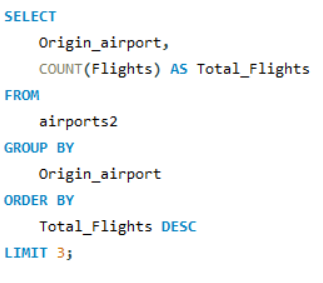 SELECT
Origin_airport,
COUNT(Flights) AS Total_Flights
FROM
airports2
GROUP BY
Origin_airport
ORDER BY
Total_Flights DESC
LIMIT 3;